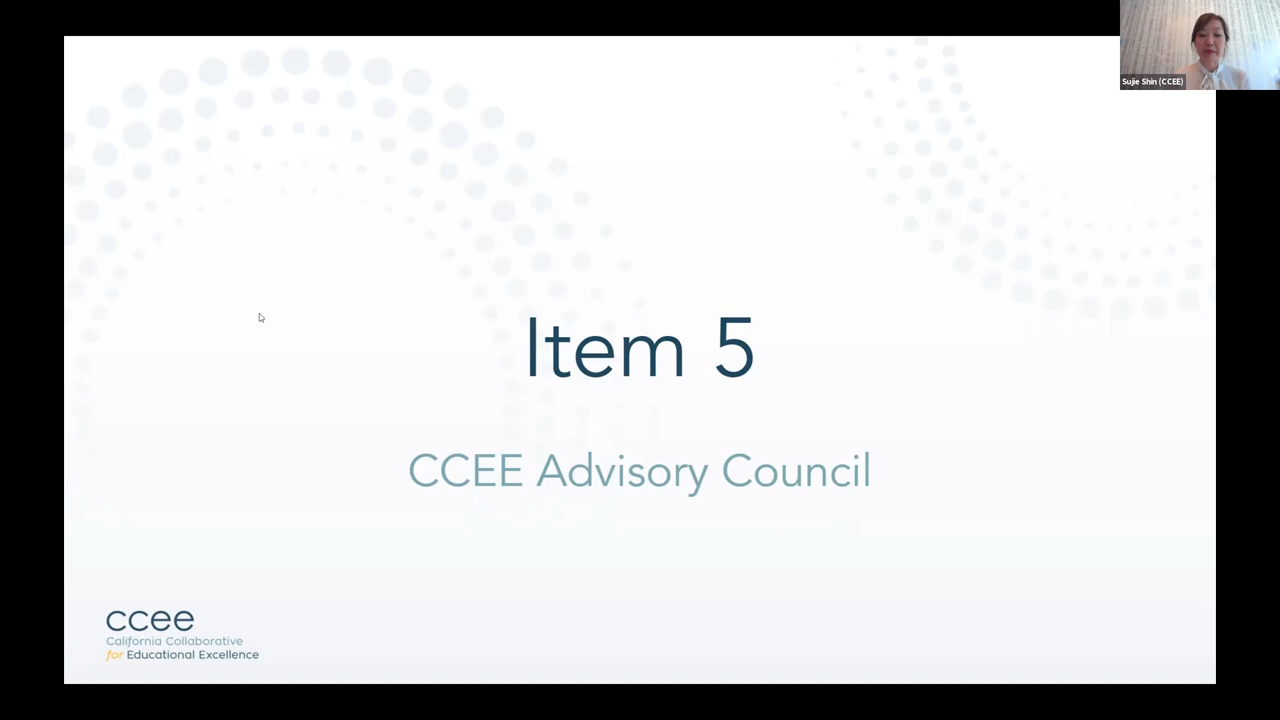 Sujie Shin (CCEE)
Item 5
CCEE Advisory Council
ccee
California Collaborative
for Educational Excellence